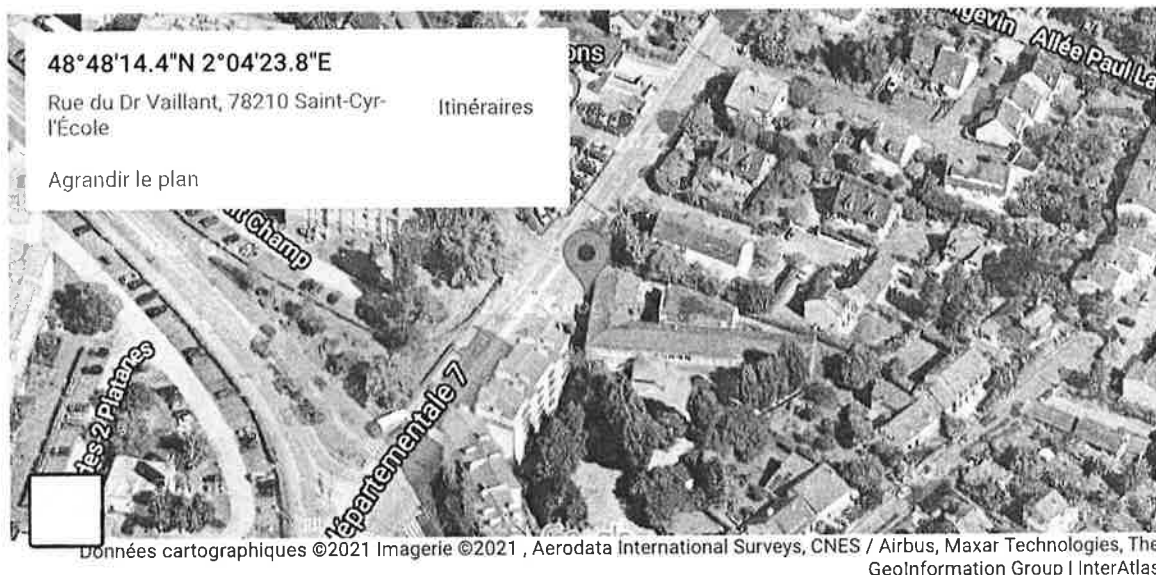 48°48'14.4"N 2°04'23.8"E
Rue du Dr Vaillant, 78210 Saint-Cyr-
l'École
Itinéraires
Agrandir le plan
ons
ngevin Allée Paul La
t Champ
des 2 Platanes
départementale 7
Données cartographiques ©2021 Imagerie ©2021 , Aerodata International Surveys, CNES / Airbus, Maxar Technologies, The
GeoInformation Group | InterAtlas